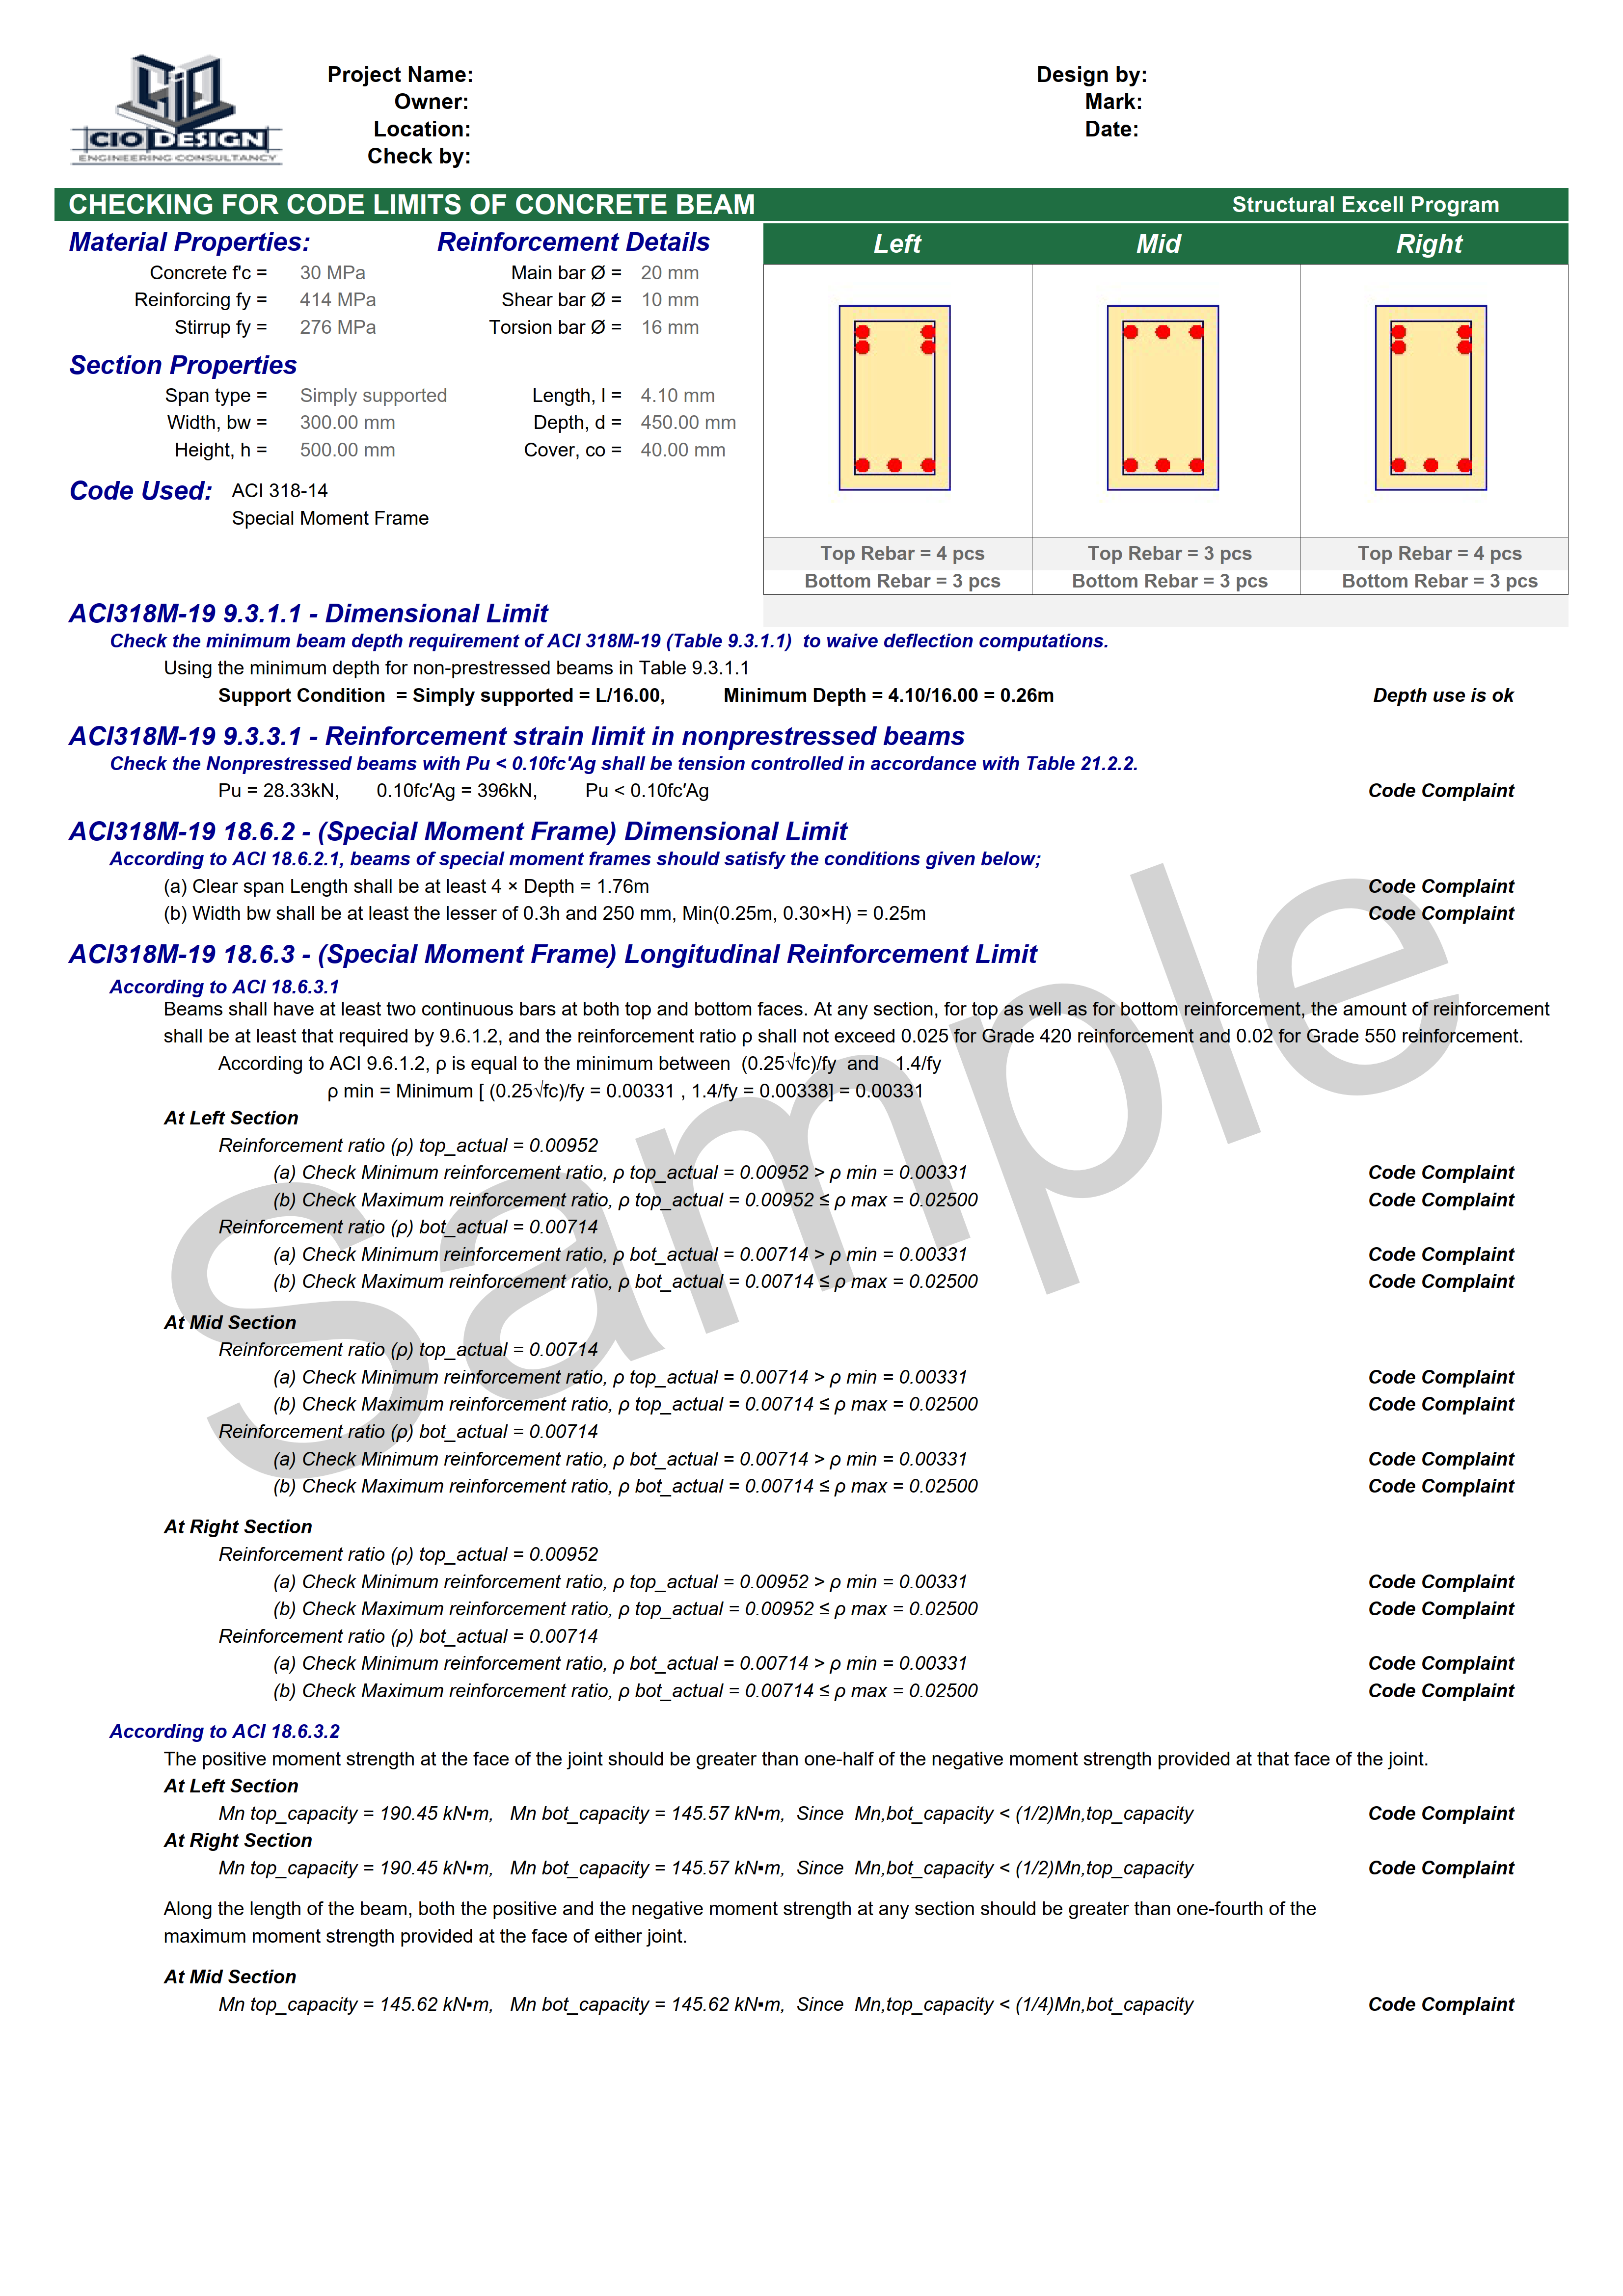 CIO DESIGN
ENGINEERING CONSULTANCY
Project Name:
Owner:
Location:
Check by:
Design by:
Mark:
Date:
CHECKING FOR CODE LIMITS OF CONCRETE BEAM Structural Excell Program
Material Properties: Reinforcement Details
Concrete f'c = 30 MPa Main bar Ø = 20 mm
Reinforcing fy = 414 MPa Shear bar Ø = 10 mm
Stirrup fy = 276 MPa Torsion bar Ø = 16 mm
Section Properties
Span type = Simply supported Length, l = 4.10 mm
Width, bw = 300.00 mm Depth, d = 450.00 mm
Height, h = 500.00 mm Cover, co = 40.00 mm
Code Used: ACI 318-14
Special Moment Frame
Left Mid Right
Top Rebar = 4 pcs Top Rebar = 3 pcs Top Rebar = 4 pcs
Bottom Rebar = 3 pcs Bottom Rebar = 3 pcs Bottom Rebar = 3 pcs
ACI318M-19 9.3.1.1 - Dimensional Limit
Check the minimum beam depth requirement of ACI 318M-19 (Table 9.3.1.1) to waive deflection computations.
Using the minimum depth for non-prestressed beams in Table 9.3.1.1
Support Condition = Simply supported = L/16.00, Minimum Depth = 4.10/16.00 = 0.26m Depth use is ok
ACI318M-19 9.3.3.1 - Reinforcement strain limit in nonprestressed beams
Check the Nonprestressed beams with Pu < 0.10fc'Ag shall be tension controlled in accordance with Table 21.2.2.
Pu = 28.33kN, 0.10fc'Ag = 396kN, Pu < 0.10fc'Ag Code Complaint
ACI318M-19 18.6.2 - (Special Moment Frame) Dimensional Limit
According to ACI 18.6.2.1, beams of special moment frames should satisfy the conditions given below;
(a) Clear span Length shall be at least 4 × Depth = 1.76m Code Complaint
(b) Width bw shall be at least the lesser of 0.3h and 250 mm, Min(0.25m, 0.30×H) = 0.25m Code Complaint
ACI318M-19 18.6.3 - (Special Moment Frame) Longitudinal Reinforcement Limit
According to ACI 18.6.3.1
Beams shall have at least two continuous bars at both top and bottom faces. At any section, for top as well as for bottom reinforcement, the amount of reinforcement
shall be at least that required by 9.6.1.2, and the reinforcement ratio ρ shall not exceed 0.025 for Grade 420 reinforcement and 0.02 for Grade 550 reinforcement.
According to ACI 9.6.1.2, ρ is equal to the minimum between (0.25√fc)/fy and 1.4/fy
ρ min = Minimum [ (0.25√fc)/fy = 0.00331 , 1.4/fy = 0.00338] = 0.00331
At Left Section
Reinforcement ratio (ρ) top_actual = 0.00952
(a) Check Minimum reinforcement ratio, ρ top_actual = 0.00952 > ρ min = 0.00331 Code Complaint
(b) Check Maximum reinforcement ratio, ρ top_actual = 0.00952 ≤ ρ max = 0.02500 Code Complaint
Reinforcement ratio (ρ) bot_actual = 0.00714
(a) Check Minimum reinforcement ratio, ρ bot_actual = 0.00714 > ρ min = 0.00331 Code Complaint
(b) Check Maximum reinforcement ratio, ρ bot_actual = 0.00714 ≤ ρ max = 0.02500 Code Complaint
At Mid Section
Reinforcement ratio (ρ) top_actual = 0.00714
(a) Check Minimum reinforcement ratio, ρ top_actual = 0.00714 > ρ min = 0.00331 Code Complaint
(b) Check Maximum reinforcement ratio, ρ top_actual = 0.00714 ≤ ρ max = 0.02500 Code Complaint
Reinforcement ratio (ρ) bot_actual = 0.00714
(a) Check Minimum reinforcement ratio, ρ bot_actual = 0.00714 > ρ min = 0.00331 Code Complaint
(b) Check Maximum reinforcement ratio, ρ bot_actual = 0.00714 ≤ ρ max = 0.02500 Code Complaint
At Right Section
Reinforcement ratio (ρ) top_actual = 0.00952
(a) Check Minimum reinforcement ratio, ρ top_actual = 0.00952 > ρ min = 0.00331 Code Complaint
(b) Check Maximum reinforcement ratio, ρ top_actual = 0.00952 ≤ ρ max = 0.02500 Code Complaint
Reinforcement ratio (ρ) bot_actual = 0.00714
(a) Check Minimum reinforcement ratio, ρ bot_actual = 0.00714 > ρ min = 0.00331 Code Complaint
(b) Check Maximum reinforcement ratio, ρ bot_actual = 0.00714 ≤ ρ max = 0.02500 Code Complaint
According to ACI 18.6.3.2
The positive moment strength at the face of the joint should be greater than one-half of the negative moment strength provided at that face of the joint.
At Left Section
Mn top_capacity = 190.45 kN▪m, Mn bot_capacity = 145.57 kN▪m, Since Mn,bot_capacity < (1/2)Mn,top_capacity Code Complaint
At Right Section
Mn top_capacity = 190.45 kN▪m, Mn bot_capacity = 145.57 kN▪m, Since Mn,bot_capacity < (1/2)Mn,top_capacity Code Complaint
Along the length of the beam, both the positive and the negative moment strength at any section should be greater than one-fourth of the
maximum moment strength provided at the face of either joint.
At Mid Section
Mn top_capacity = 145.62 kN▪m, Mn bot_capacity = 145.62 kN▪m, Since Mn,top_capacity < (1/4)Mn,bot_capacity Code Complaint
Sample